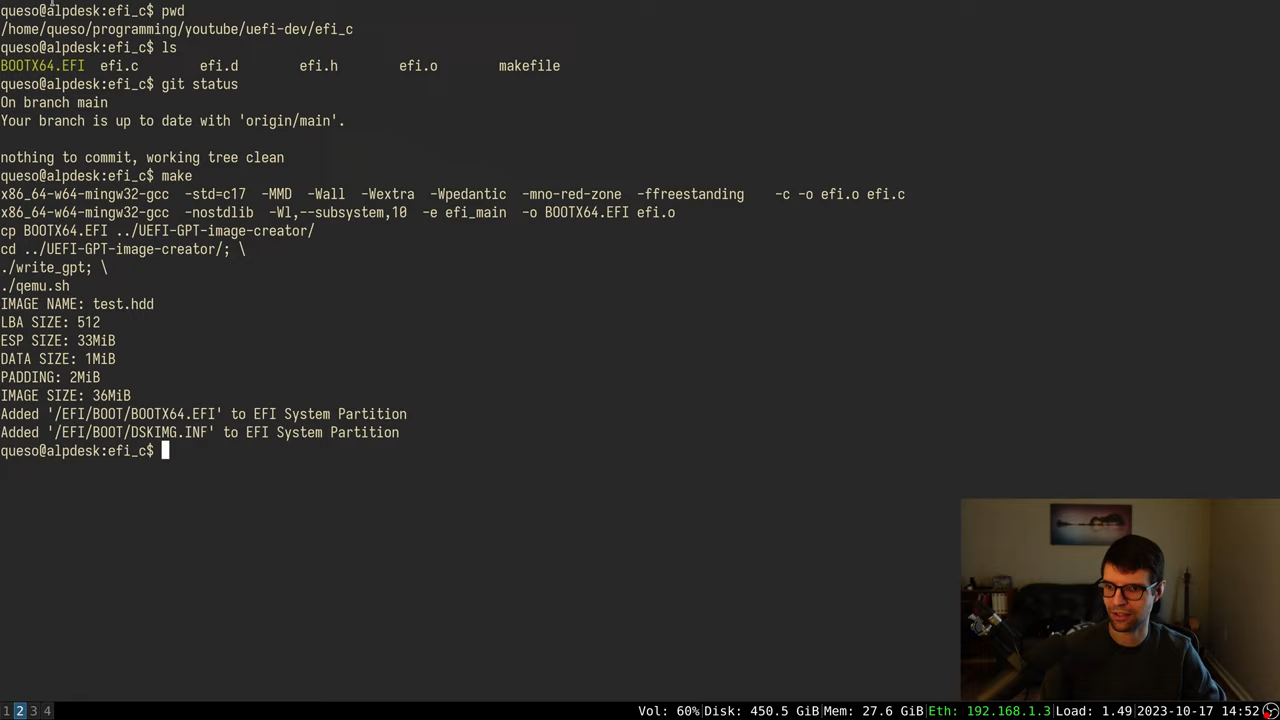 queso@alpdesk:efi_c$ pwd
/home/queso/programming/youtube/uefi-dev/efi_c
queso@alpdesk:efi_c$ ls
BOOTX64.EFI  efi.c        efi.d        efi.h        efi.o        makefile
queso@alpdesk:efi_c$ git status
On branch main
Your branch is up to date with 'origin/main'.
nothing to commit, working tree clean
queso@alpdesk:efi_c$ make
x86_64-w64-mingw32-gcc  -std=c17  -MMD  -Wall  -Wextra  -Wpedantic  -mno-red-zone  -ffreestanding    -c -o efi.o efi.c
x86_64-w64-mingw32-gcc  -nostdlib  -Wl,--subsystem,10  -e efi_main  -o BOOTX64.EFI efi.o
cp BOOTX64.EFI ../UEFI-GPT-image-creator/
cd ../UEFI-GPT-image-creator/; \
./write_gpt; \
./qemu.sh
IMAGE NAME: test.hdd
LBA SIZE: 512
ESP SIZE: 33MiB
DATA SIZE: 1MiB
PADDING: 2MiB
IMAGE SIZE: 36MiB
Added '/EFI/BOOT/BOOTX64.EFI' to EFI System Partition
Added '/EFI/BOOT/DSKIMG.INF' to EFI System Partition
queso@alpdesk:efi_c$
1 2 3 4 Vol: 60% Disk: 450.5 GiB Mem: 27.6 GiB Eth: 192.168.1.3 Load: 1.49 2023-10-17 14:52